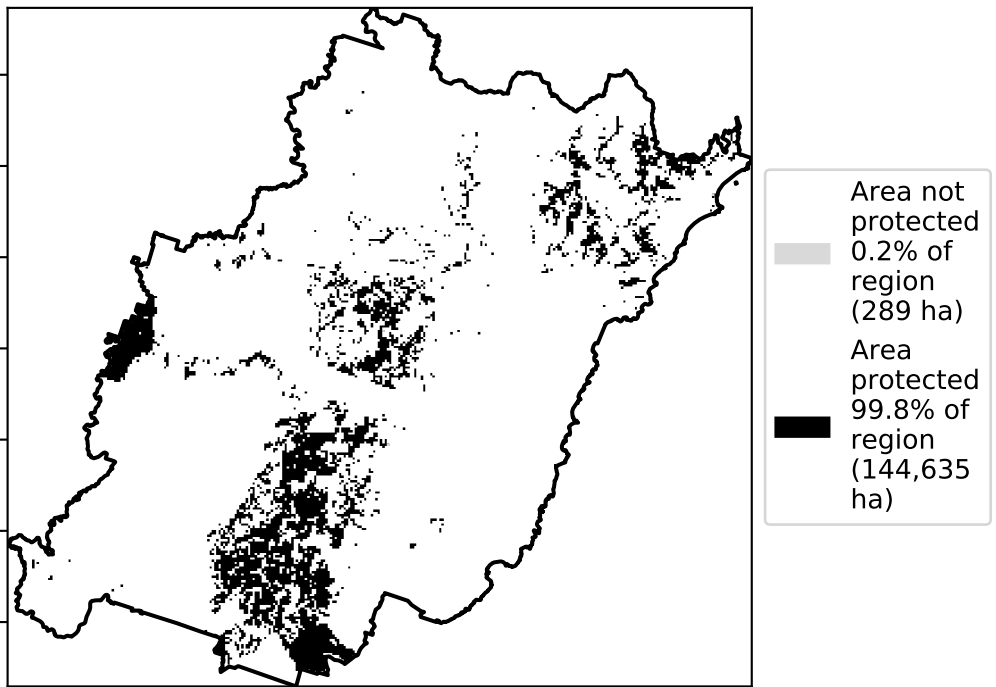 Area not
protected
0.2% of
region
(289 ha)
Area
protected
99.8% of
region
(144,635
ha)